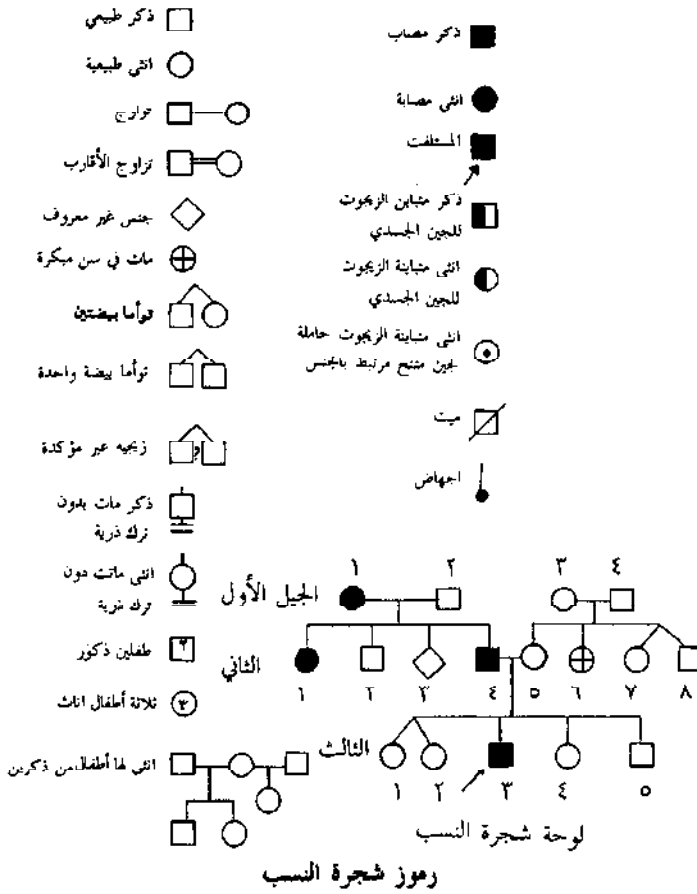 ذكر مصاب
انثى مصابة
المستلفت
ذكر متباين الزيجوت
للجين الجسدي
انثى متباينة الزيجوت
للجين الجسدي
انثى متباينة الزيجوت حاملة
لجين متنح مرتبط بالجنس
ميت
اجهاض
ذكر طبيعي
انثى طبيعية
تزاوج
تزاوج الأقارب
جنس غير معروف
مات في سن مبكرة
توأما بيضتين
توأما بيضة واحدة
زيجيه غير مؤكدة
ذكر مات بدون
ترك ذرية
انثى ماتت دون
ترك ذرية
٢ طفلين ذكور
٣ ثلاثة أطفال اناث
انثى لها أطفال من ذكرين
١ ٢ ٣ ٤
الجيل الأول
الثاني
١ ٢ ٣ ٤ ٥ ٦ ٧ ٨
الثالث
١ ٢ ٣ ٤ ٥
لوحة شجرة النسب
رموز شجرة النسب